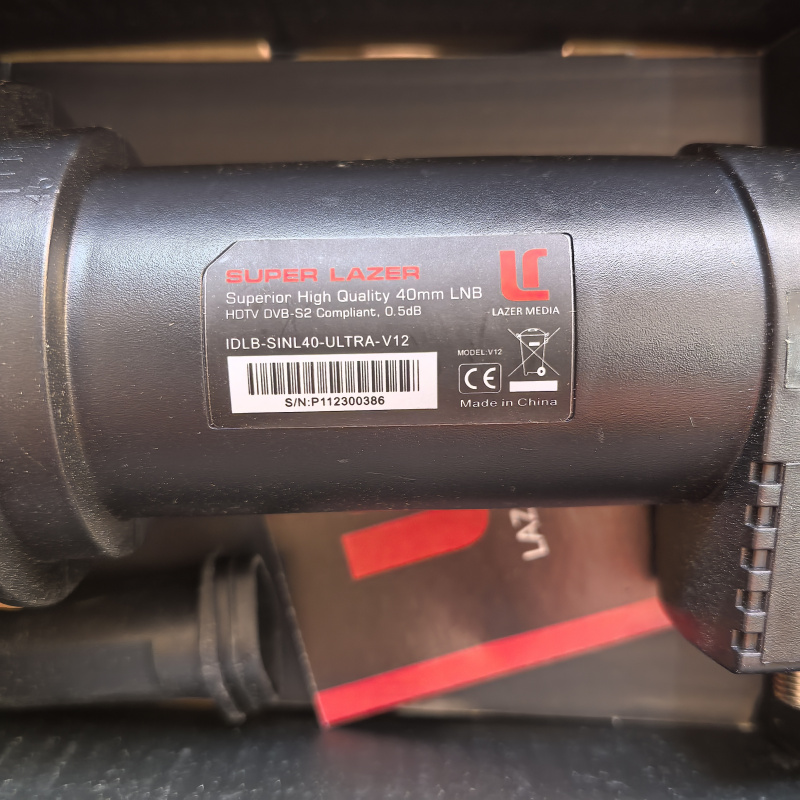 SUPER LAZER
Superior High Quality 40mm LNB
HDTV DVB-S2 Compliant, 0.5dB
LAZER MEDIA
IDLB-SINL40-ULTRA-V12
MODEL:V12
CE
S/N:P112300386
Made in China
LAZ